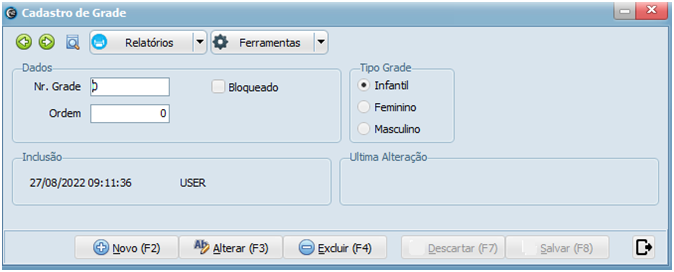 Cadastro de Grade
Relatórios
Ferramentas
Dados
Nr. Grade
Bloqueado
Ordem 0
Tipo Grade
Infantil
Feminino
Masculino
Inclusão
27/08/2022 09:11:36 USER
Ultima Alteração
Novo (F2)
Alterar (F3)
Excluir (F4)
Descartar (F7)
Salvar (F8)